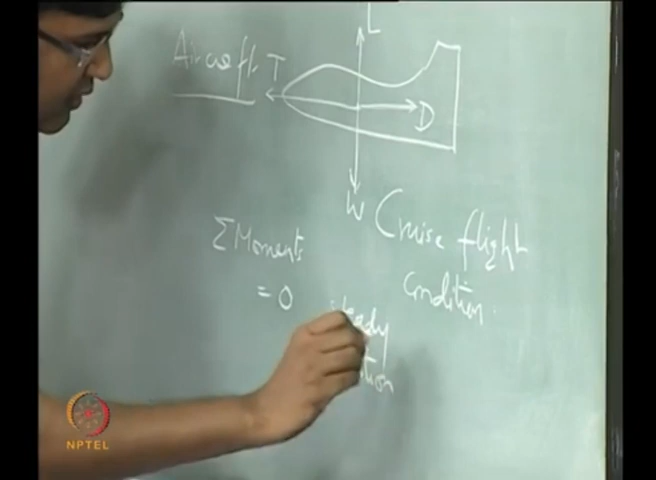 L
Aircraft T
D
W Cruise flight
condition.
Σ Moments
= 0
steady
NPTEL